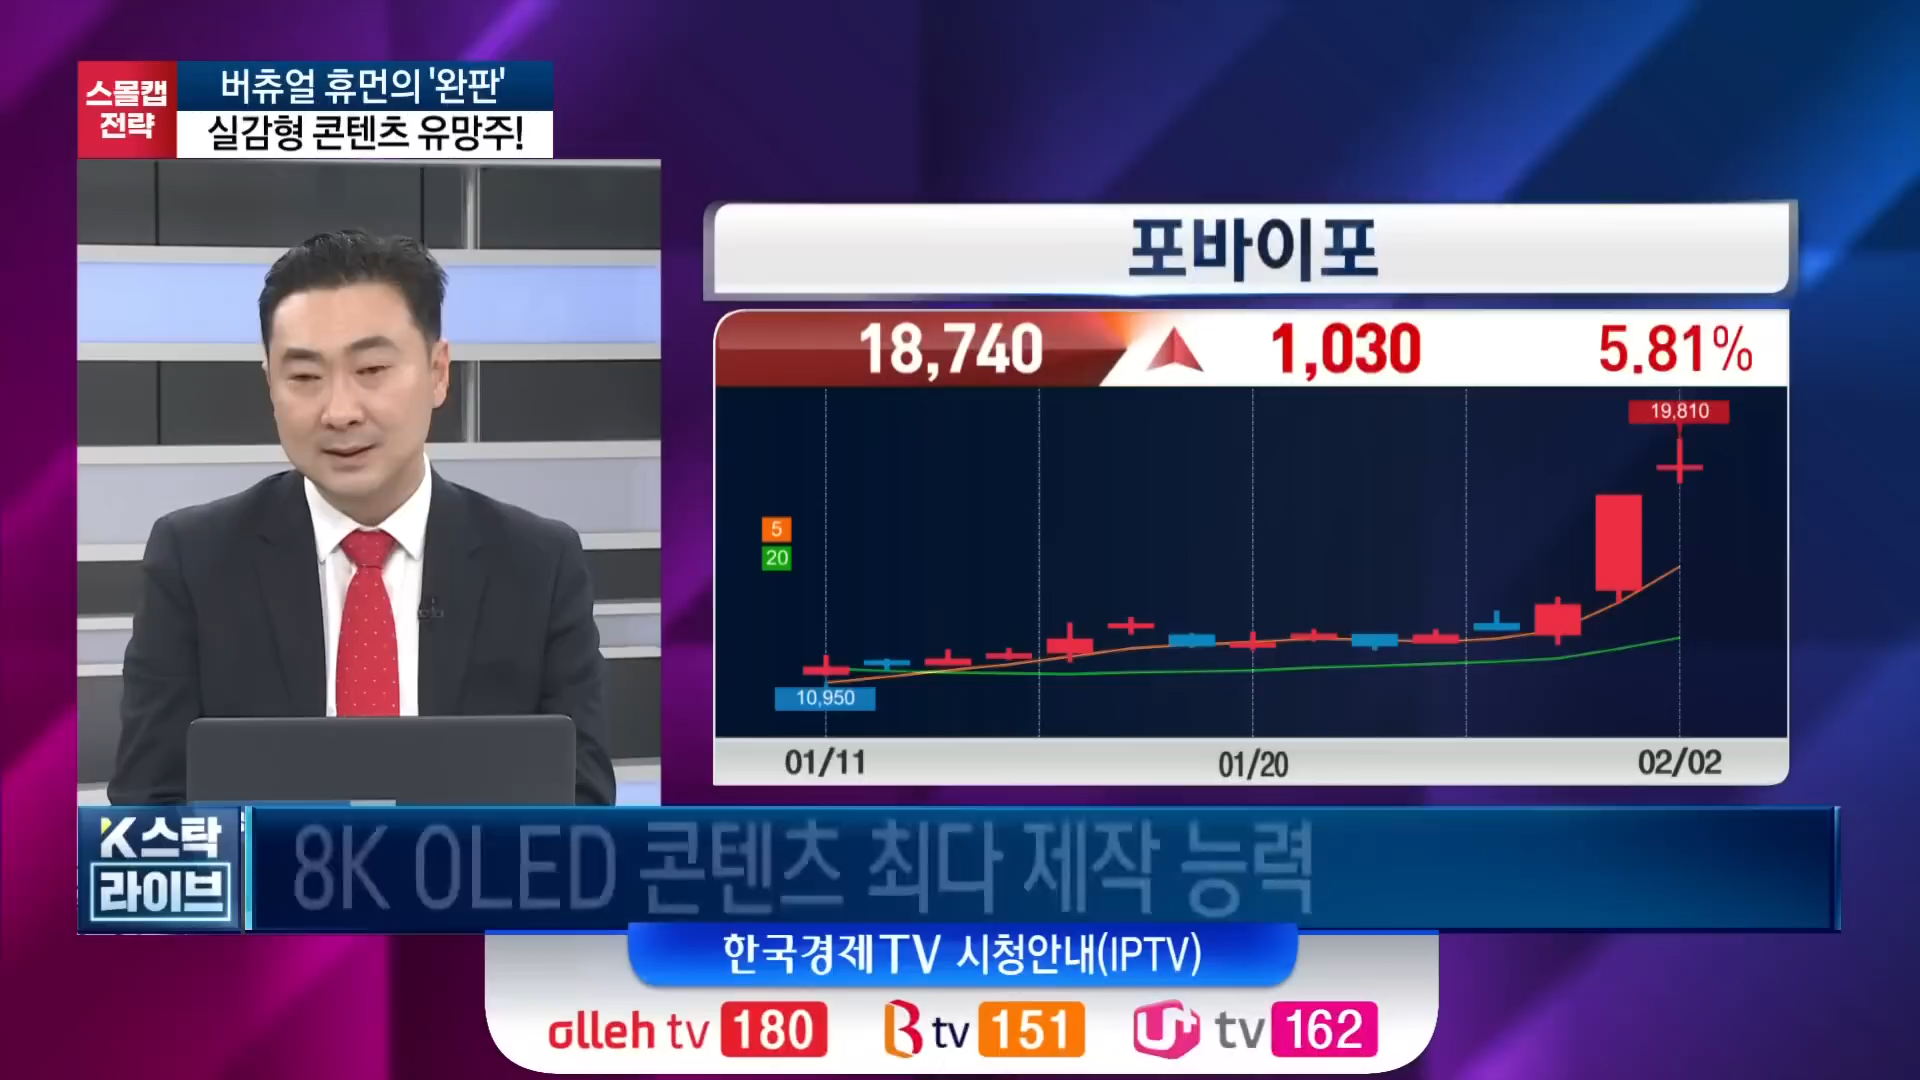 스몰캡
전략
버츄얼 휴먼의 '완판'
실감형 콘텐츠 유망주!
포바이포
18,740 1,030 5.81%
19,810
5
20
10,950
01/11 01/20 02/02
K스탁
라이브
8K OLED 콘텐츠 최다 제작 능력
한국경제TV 시청안내(IPTV)
olleh tv 180 B tv 151 U+ tv 162